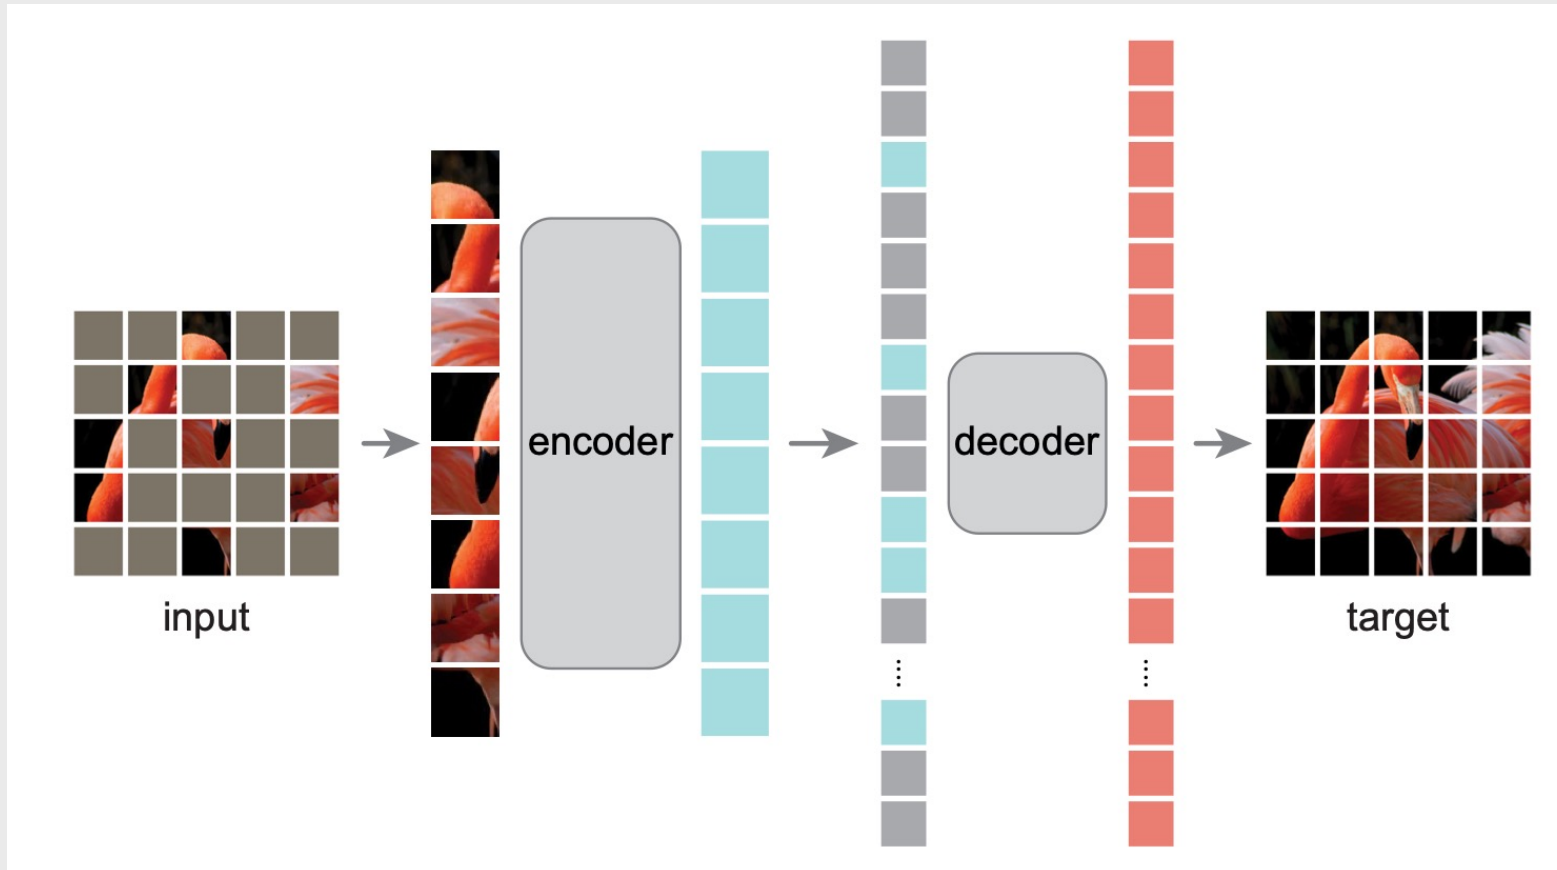 input
encoder
decoder
target